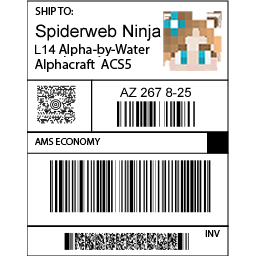 SHIP TO:
Spiderweb Ninja
L14 Alpha-by-Water
Alphacraft ACS5
AZ 267 8-25
AMS ECONOMY
INV